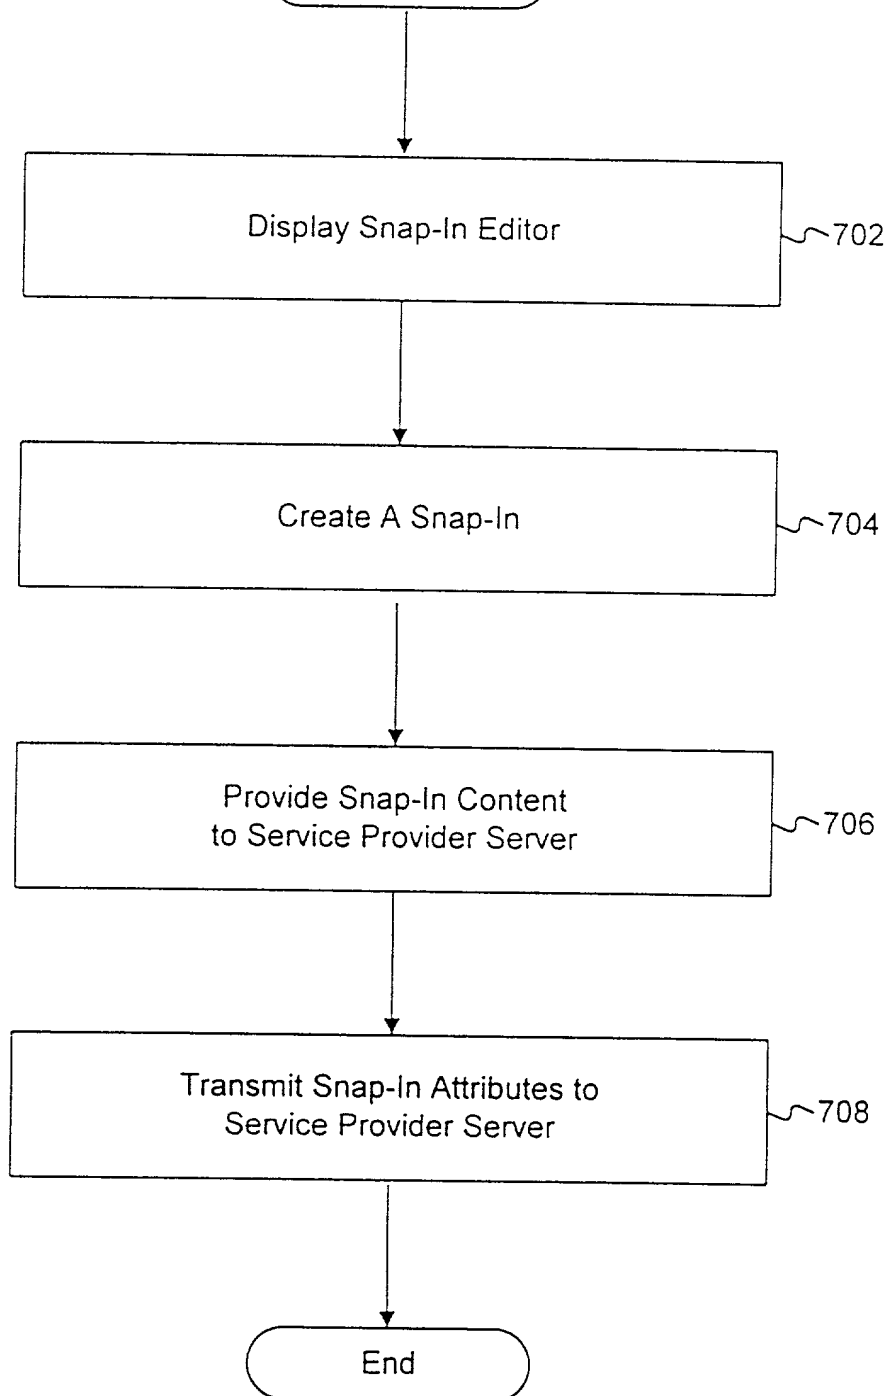 Display Snap-In Editor
702
Create A Snap-In
704
Provide Snap-In Content
to Service Provider Server
706
Transmit Snap-In Attributes to
Service Provider Server
708
End